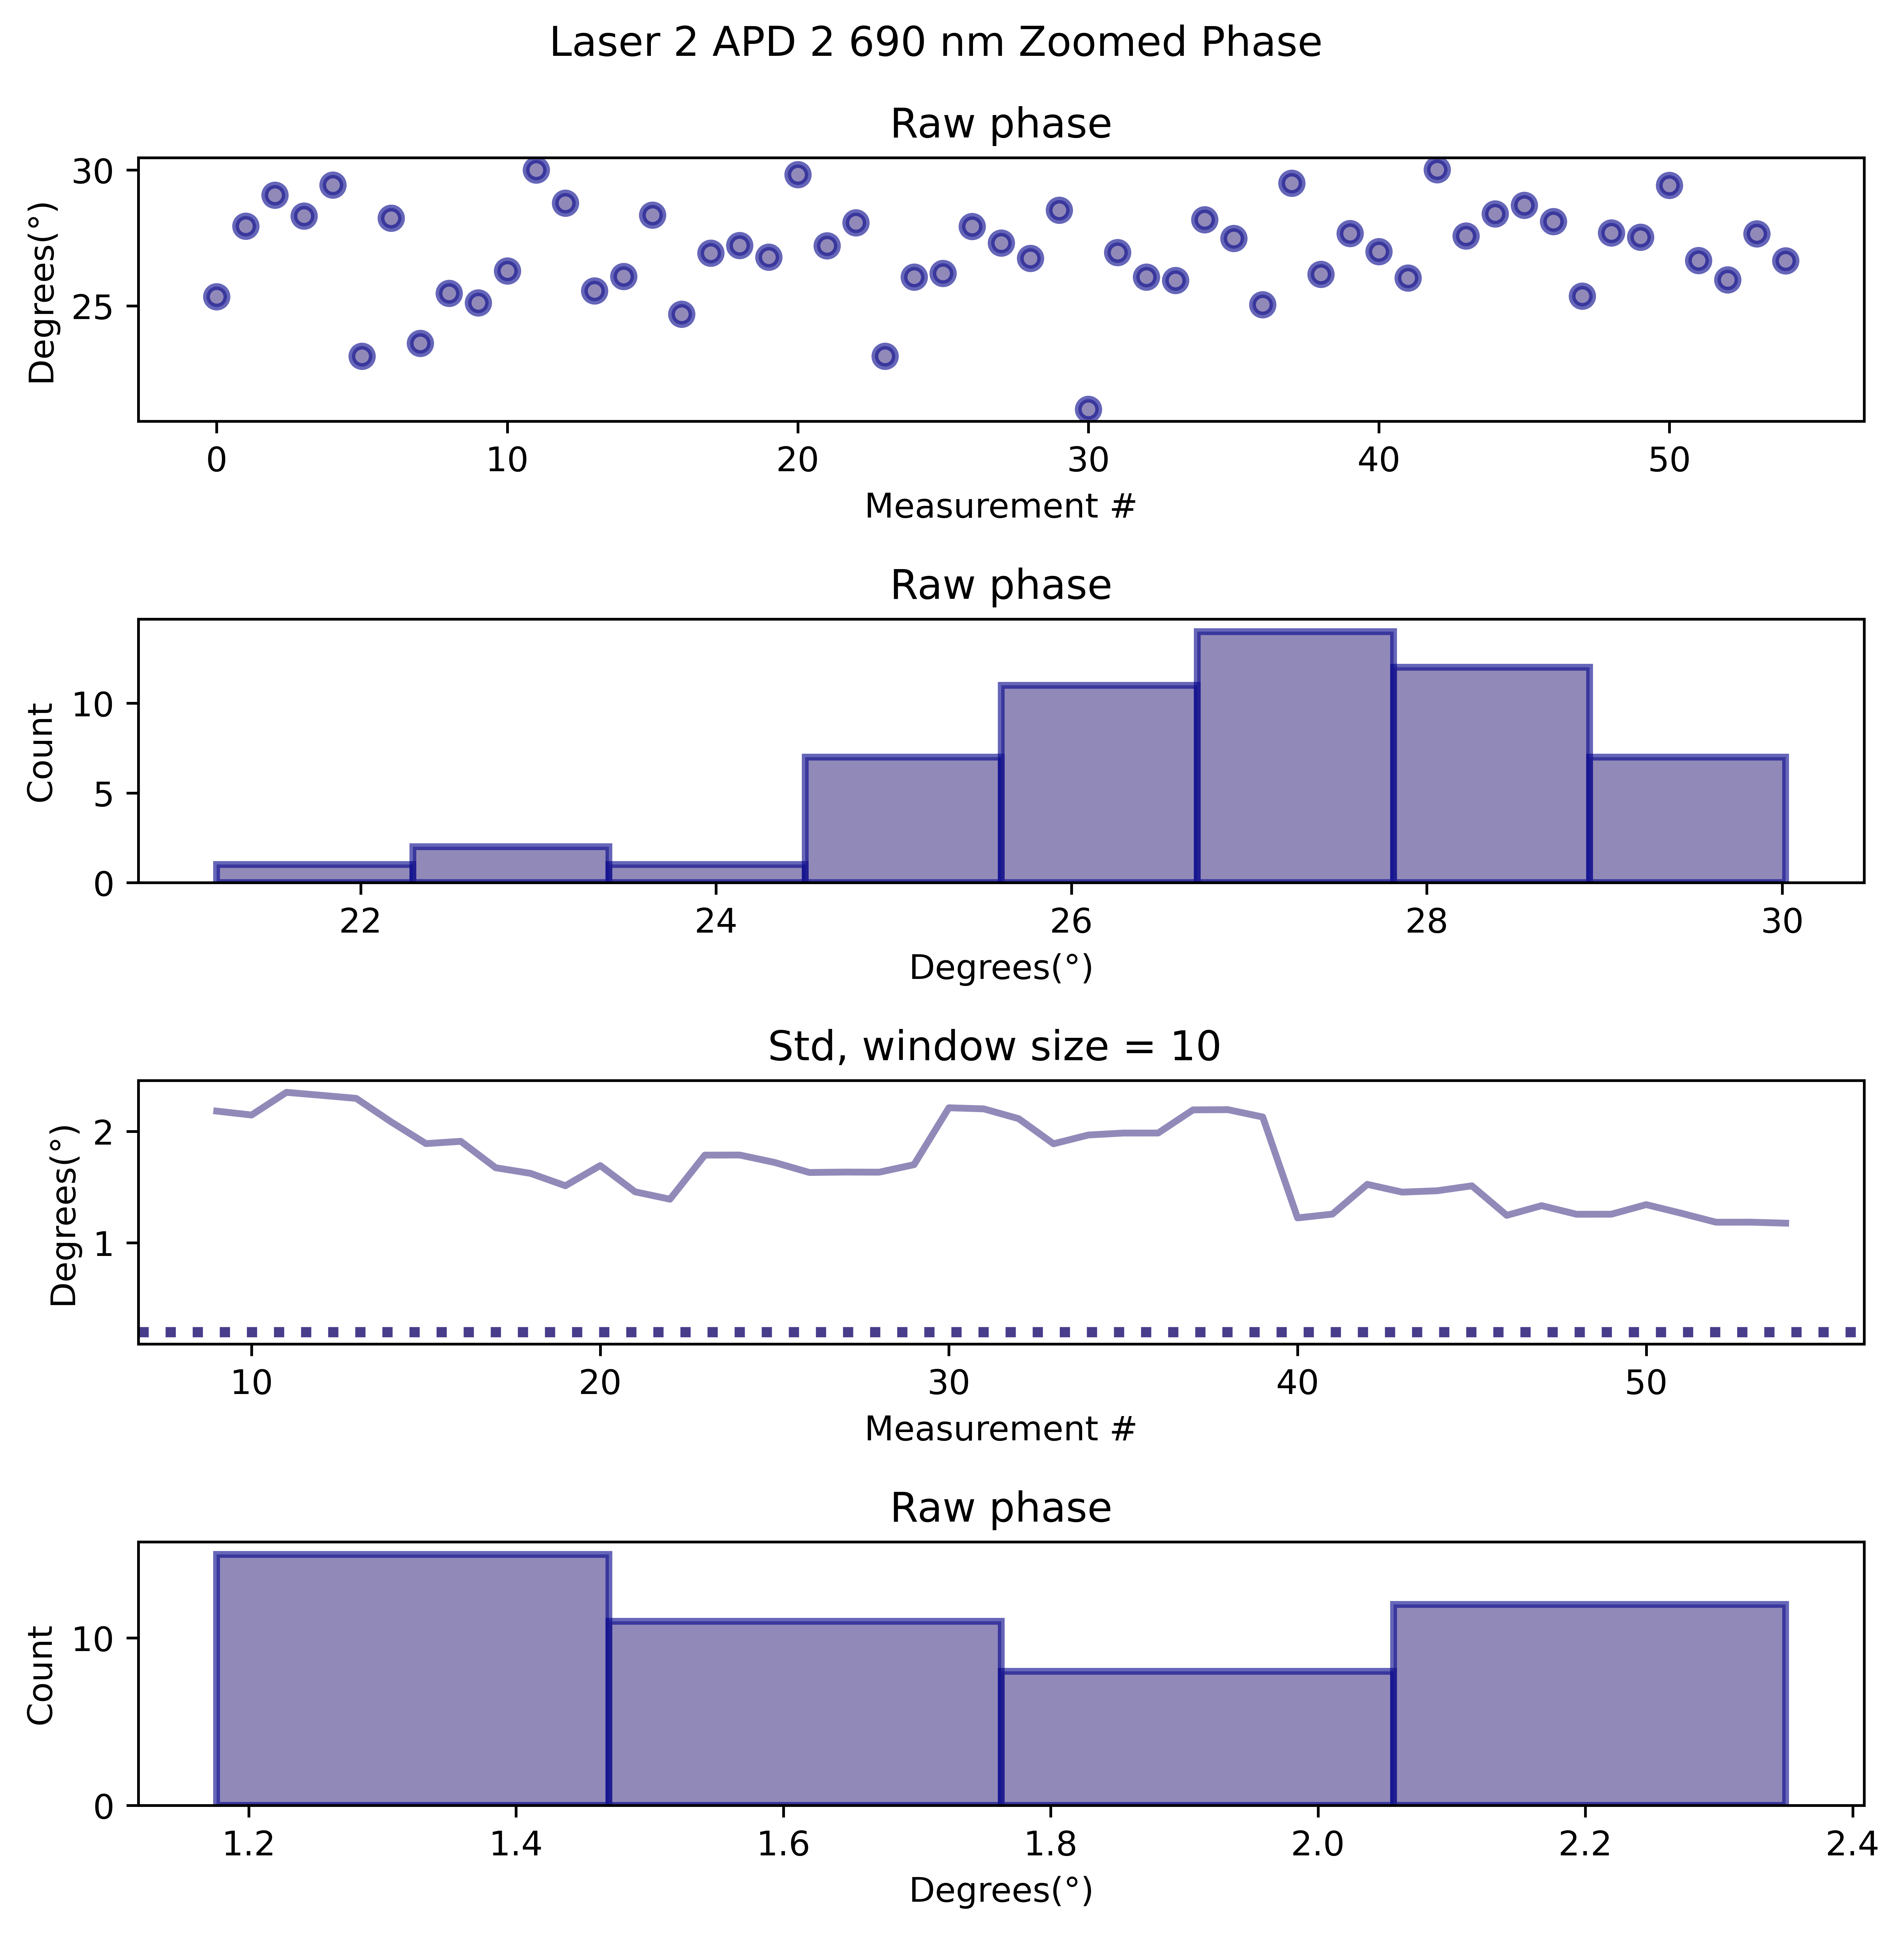 Laser 2 APD 2 690 nm Zoomed Phase
Raw phase
30
25
Degrees(°)
0 10 20 30 40 50
Measurement #
Raw phase
10
5
0
Count
22 24 26 28 30
Degrees(°)
Std, window size = 10
2
1
Degrees(°)
10 20 30 40 50
Measurement #
Raw phase
10
0
Count
1.2 1.4 1.6 1.8 2.0 2.2 2.4
Degrees(°)